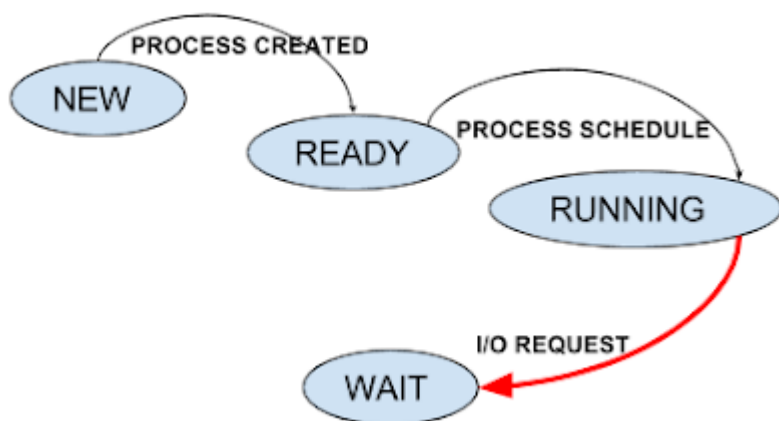 PROCESS CREATED
NEW
READY
PROCESS SCHEDULE
RUNNING
I/O REQUEST
WAIT